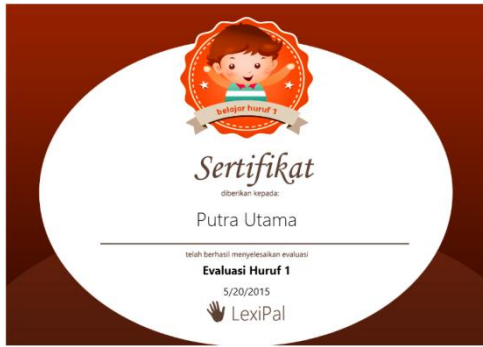 belajar huruf 1
Sertifikat
diberikan kepada:
Putra Utama
telah berhasil menyelesaikan evaluasi
Evaluasi Huruf 1
5/20/2015
LexiPal